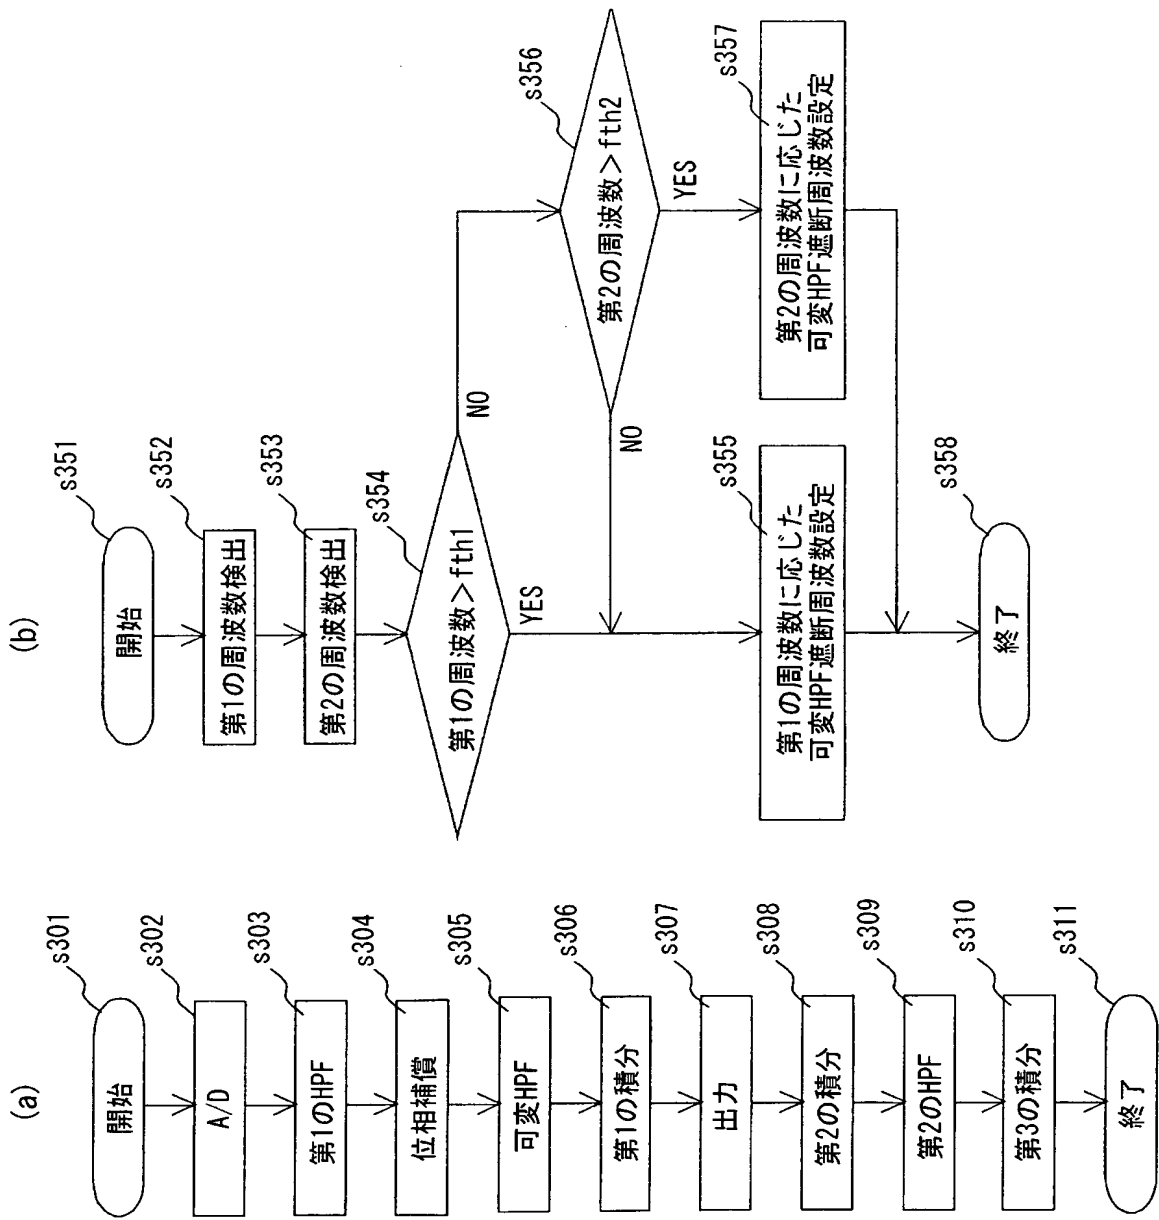 (a)
開始
s301
A/D
s302
第1のHPF
s303
位相補償
s304
可変HPF
s305
第1の積分
s306
出力
s307
第2の積分
s308
第2のHPF
s309
第3の積分
s310
終了
s311
(b)
開始
s351
第1の周波数検出
s352
第2の周波数検出
s353
第1の周波数>fth1
s354
YES
NO
第2の周波数>fth2
s356
NO
YES
第1の周波数に応じた
可変HPF遮断周波数設定
s355
第2の周波数に応じた
可変HPF遮断周波数設定
s357
終了
s358